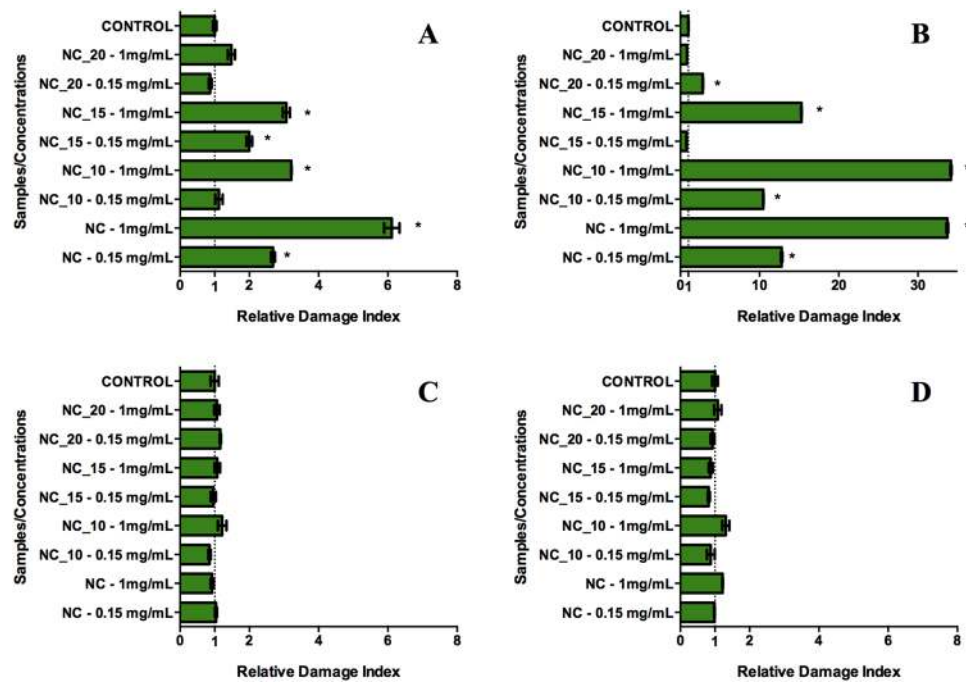 A
Samples/Concentrations
CONTROL
NC_20 - 1mg/mL
NC_20 - 0.15 mg/mL
NC_15 - 1mg/mL
NC_15 - 0.15 mg/mL
NC_10 - 1mg/mL
NC_10 - 0.15 mg/mL
NC - 1mg/mL
NC - 0.15 mg/mL
*
*
*
*
*
0 1 2 4 6 8
Relative Damage Index
B
Samples/Concentrations
CONTROL
NC_20 - 1mg/mL
NC_20 - 0.15 mg/mL
NC_15 - 1mg/mL
NC_15 - 0.15 mg/mL
NC_10 - 1mg/mL
NC_10 - 0.15 mg/mL
NC - 1mg/mL
NC - 0.15 mg/mL
*
*
*
*
*
*
0 1 10 20 30
Relative Damage Index
C
Samples/Concentrations
CONTROL
NC_20 - 1mg/mL
NC_20 - 0.15 mg/mL
NC_15 - 1mg/mL
NC_15 - 0.15 mg/mL
NC_10 - 1mg/mL
NC_10 - 0.15 mg/mL
NC - 1mg/mL
NC - 0.15 mg/mL
0 1 2 4 6 8
Relative Damage Index
D
Samples/Concentrations
CONTROL
NC_20 - 1mg/mL
NC_20 - 0.15 mg/mL
NC_15 - 1mg/mL
NC_15 - 0.15 mg/mL
NC_10 - 1mg/mL
NC_10 - 0.15 mg/mL
NC - 1mg/mL
NC - 0.15 mg/mL
0 1 2 4 6 8
Relative Damage Index